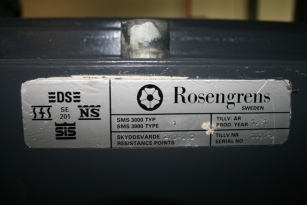 DS
SE
201
NS
SIS
Rosengrens
SWEDEN
SMS 3000 TYP
SMS 3000 TYPE
TILLV. ÅR
PROD. YEAR
SKYDDSVÄRDE
RESISTANCE POINTS
TILLV.NR
SERIAL NO